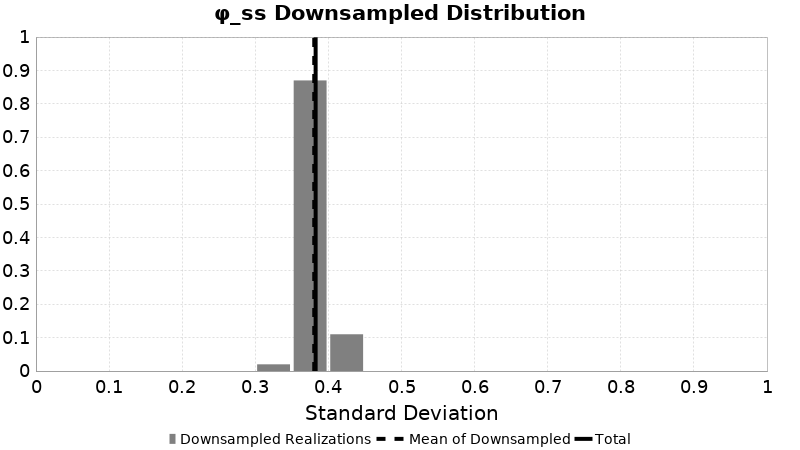 φ_ss Downsampled Distribution
1
0.9
0.8
0.7
0.6
0.5
0.4
0.3
0.2
0.1
0
0 0.1 0.2 0.3 0.4 0.5 0.6 0.7 0.8 0.9 1
Standard Deviation
Downsampled Realizations Mean of Downsampled Total